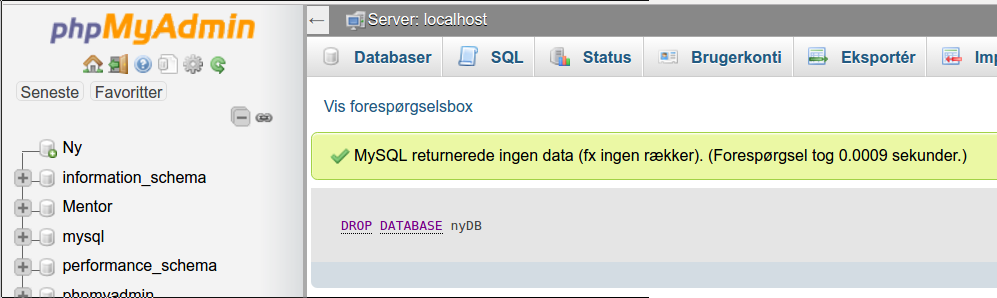 phpMyAdmin
Seneste Favoritter
Ny
information_schema
Mentor
mysql
performance_schema
phpmyadmin
Server: localhost
Databaser SQL Status Brugerkonti Eksportér Imp
Vis forespørgselsbox
MySQL returnerede ingen data (fx ingen rækker). (Forespørgsel tog 0.0009 sekunder.)
DROP DATABASE nyDB